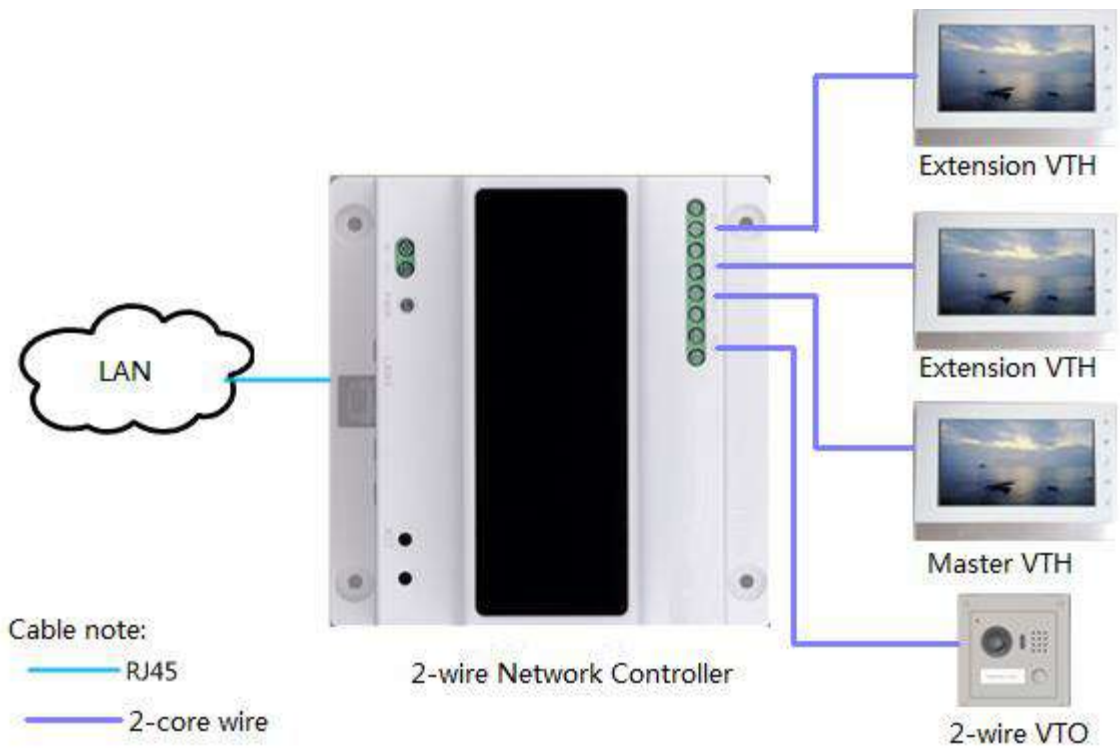 Extension VTH
Extension VTH
LAN
Master VTH
Cable note:
RJ45
2-wire Network Controller
2-core wire
2-wire VTO